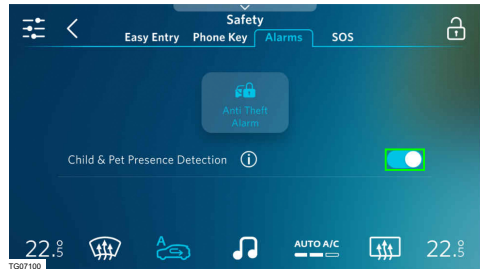 Safety
Easy Entry Phone Key Alarms SOS
Anti Theft
Alarm
Child & Pet Presence Detection i
22.5 A AUTO A/C 22.5
TG07100